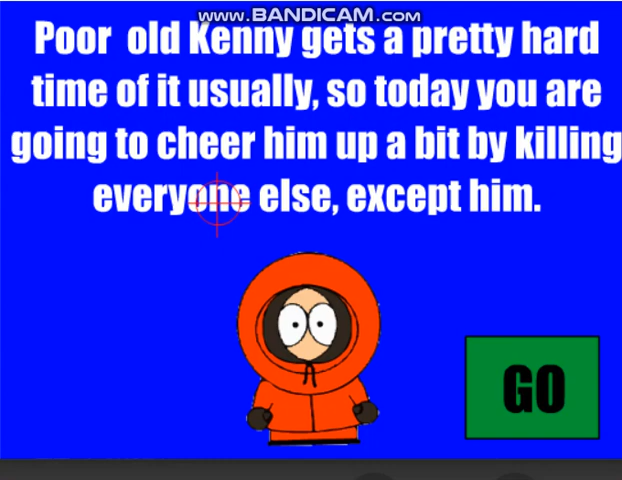 www.BANDICAM.com
Poor old Kenny gets a pretty hard
time of it usually, so today you are
going to cheer him up a bit by killing
everyone else, except him.
GO